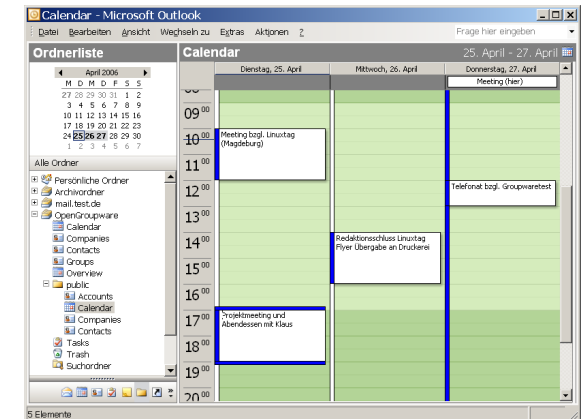 Calendar - Microsoft Outlook
Datei Bearbeiten Ansicht Wechseln zu Extras Aktionen ? Frage hier eingeben
Ordnerliste
April 2006
M D M D F S S
27 28 29 30 31 1 2
3 4 5 6 7 8 9
10 11 12 13 14 15 16
17 18 19 20 21 22 23
24 25 26 27 28 29 30
1 2 3 4 5 6 7
Alle Ordner
Persönliche Ordner
Archivordner
mail.test.de
OpenGroupware
Calendar
Companies
Contacts
Groups
Overview
public
Accounts
Calendar
Companies
Contacts
Tasks
Trash
Suchordner
Calendar 25. April - 27. April
Dienstag, 25. April Mittwoch, 26. April Donnerstag, 27. April
Meeting (hier)
09 00
10 00 Meeting bzgl. Linuxtag
(Magdeburg)
11 00
12 00 Telefonat bzgl. Groupwaretest
13 00
14 00 Redaktionsschluss Linuxtag
Flyer Übergabe an Druckerei
15 00
16 00
17 00 Projektmeeting und
Abendessen mit Klaus
18 00
19 00
20 00
5 Elemente